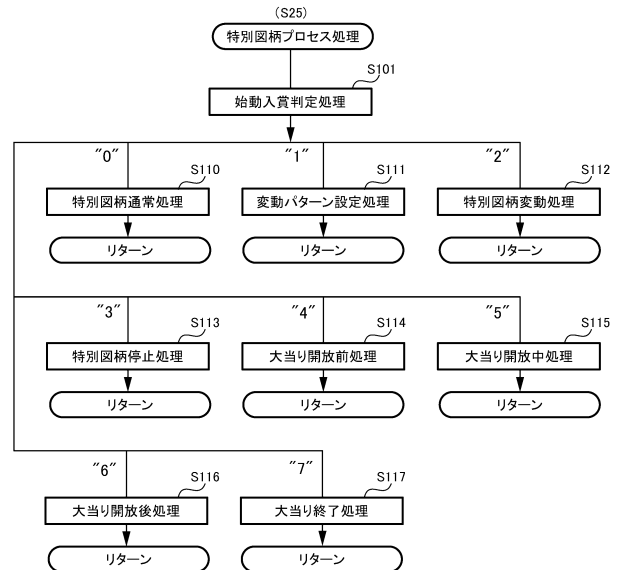 (S25)
特別図柄プロセス処理
S101
始動入賞判定処理
"0"
"1"
"2"
S110
S111
S112
特別図柄通常処理
変動パターン設定処理
特別図柄変動処理
リターン
リターン
リターン
"3"
"4"
"5"
S113
S114
S115
特別図柄停止処理
大当り開放前処理
大当り開放中処理
リターン
リターン
リターン
"6"
"7"
S116
S117
大当り開放後処理
大当り終了処理
リターン
リターン